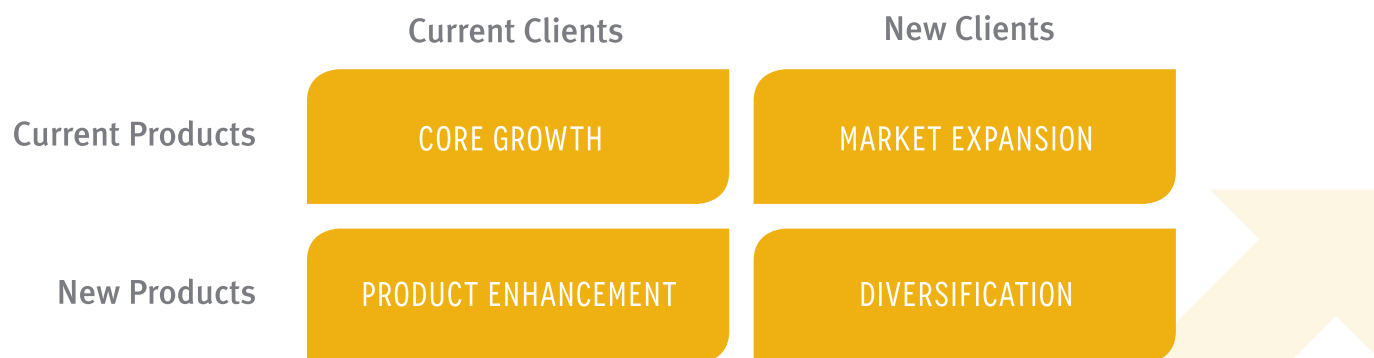 Current Clients
New Clients
Current Products
CORE GROWTH
MARKET EXPANSION
New Products
PRODUCT ENHANCEMENT
DIVERSIFICATION